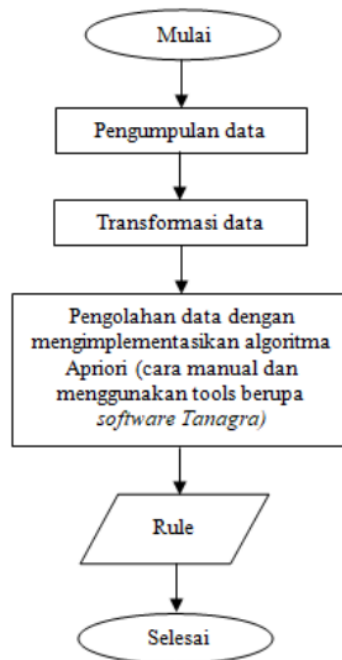 Mulai
Pengumpulan data
Transformasi data
Pengolahan data dengan
mengimplementasikan algoritma
Apriori (cara manual dan
menggunakan tools berupa
software Tanagra)
Rule
Selesai